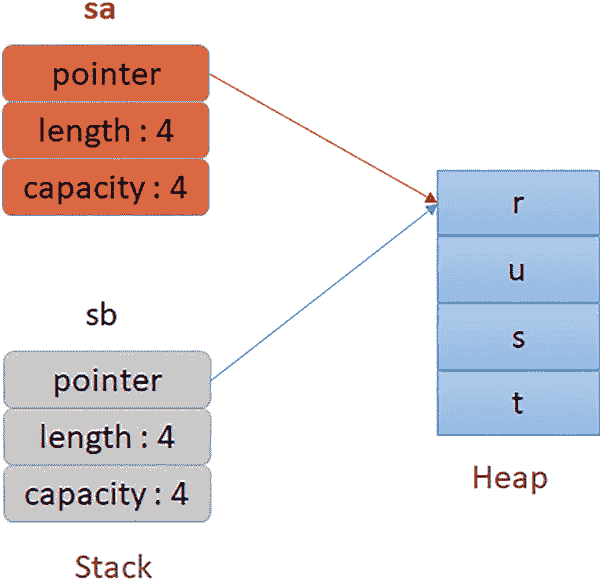 sa
pointer
length : 4
capacity : 4
sb
pointer
length : 4
capacity : 4
Stack
r
u
s
t
Heap